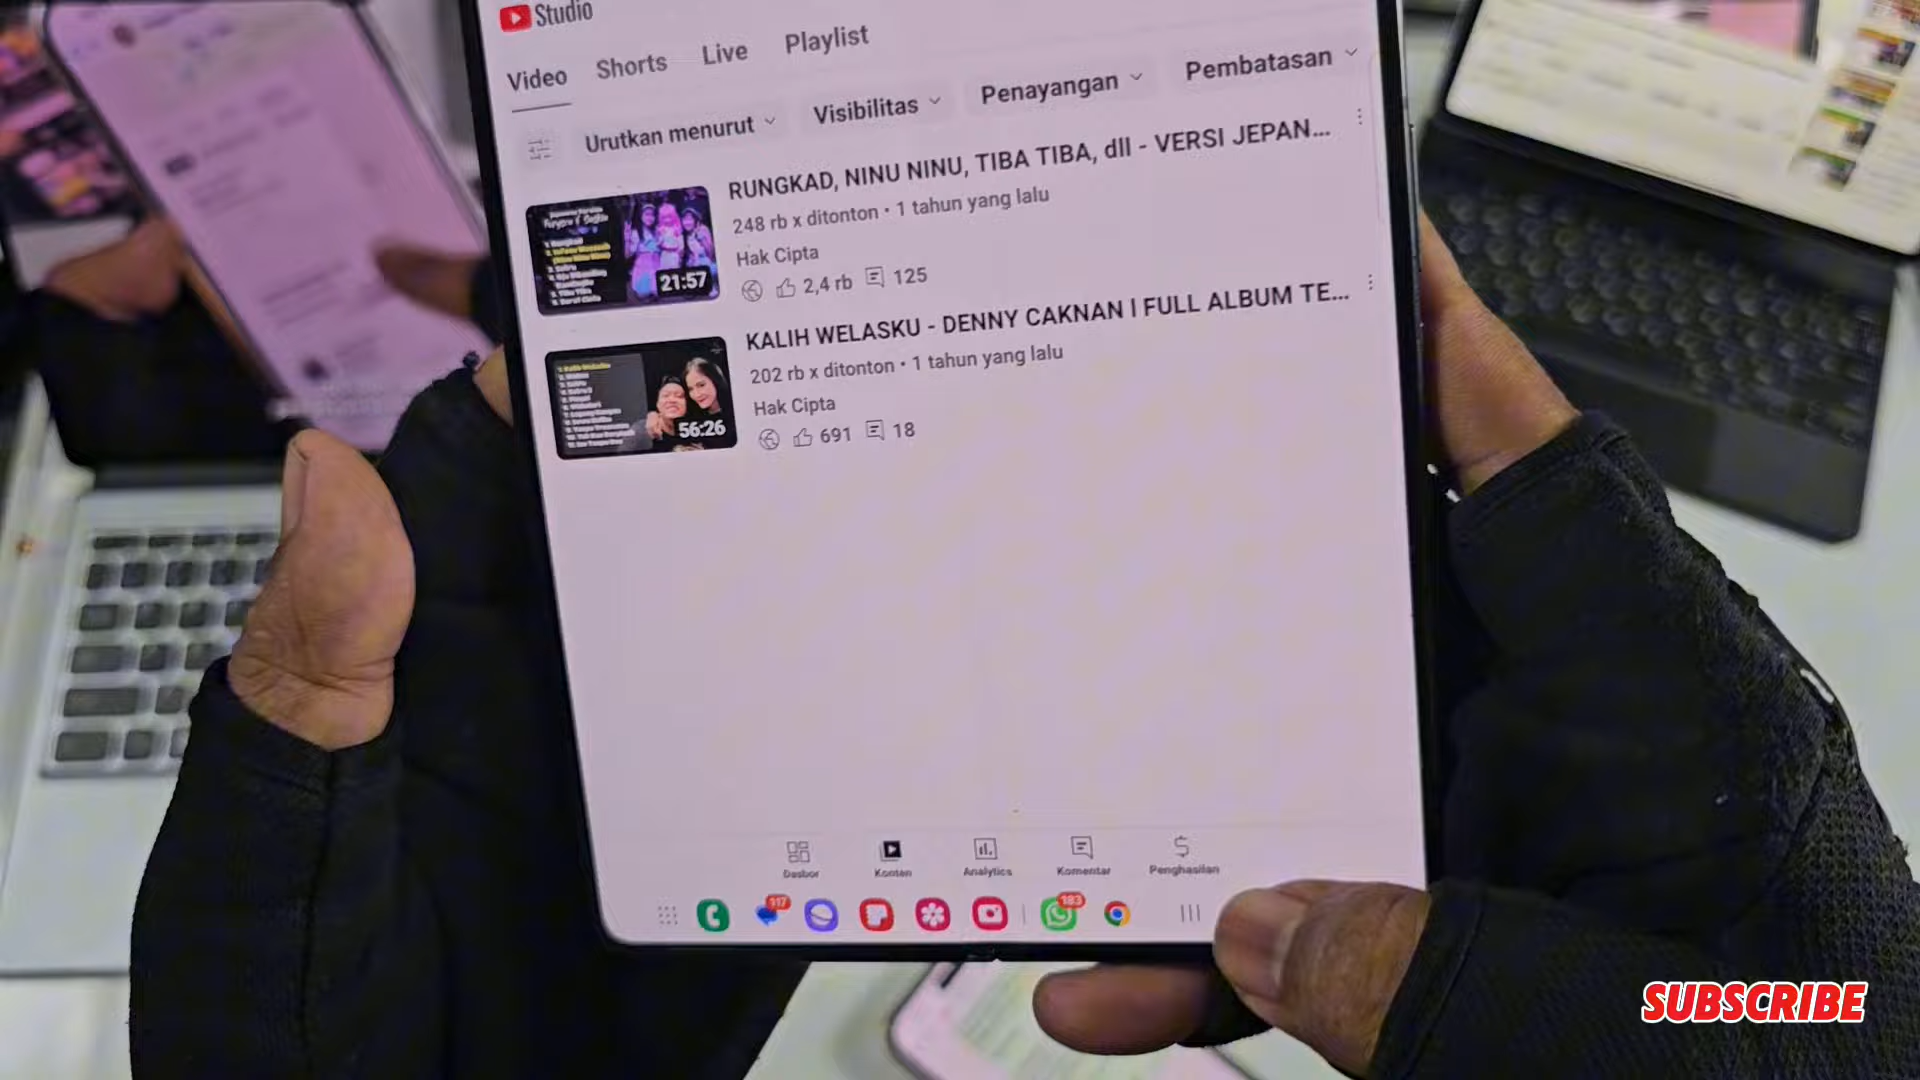 Studio
Video Shorts Live Playlist
Urutkan menurut Visibilitas Penayangan Pembatasan
RUNGKAD, NINU NINU, TIBA TIBA, dll - VERSI JEPAN...
248 rb x ditonton • 1 tahun yang lalu
Hak Cipta
2,4 rb 125
21:57
KALIH WELASKU - DENNY CAKNAN I FULL ALBUM TE...
202 rb x ditonton • 1 tahun yang lalu
Hak Cipta
691 18
56:26
Dasbor Konten Analytics Komentar Penghasilan
117 183
SUBSCRIBE